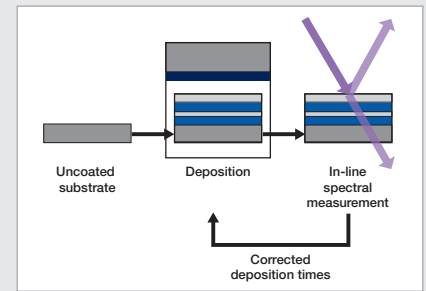 Uncoated
substrate
Deposition
In-line
spectral
measurement
Corrected
deposition times